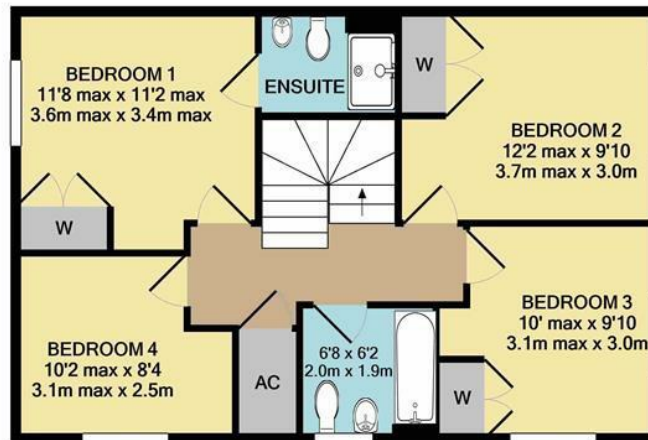 BEDROOM 1
11'8 max x 11'2 max
3.6m max x 3.4m max
W
ENSUITE
W
BEDROOM 2
12'2 max x 9'10
3.7m max x 3.0m
BEDROOM 4
10'2 max x 8'4
3.1m max x 2.5m
AC
6'8 x 6'2
2.0m x 1.9m
BEDROOM 3
10' max x 9'10
3.1m max x 3.0m
W